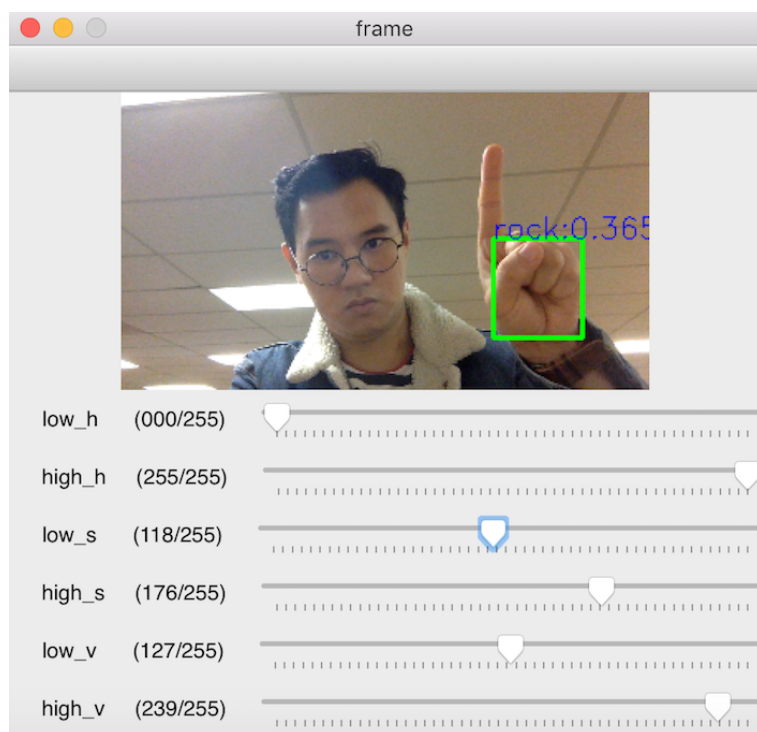 frame
rock:0.365
low_h (000/255)
high_h (255/255)
low_s (118/255)
high_s (176/255)
low_v (127/255)
high_v (239/255)